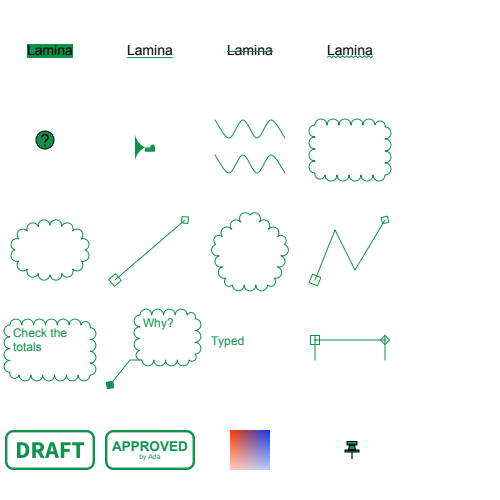 Lamina
Lamina
Lamina
Lamina
?
Check the
totals
Why?
Typed
DRAFT
APPROVED
by Ada